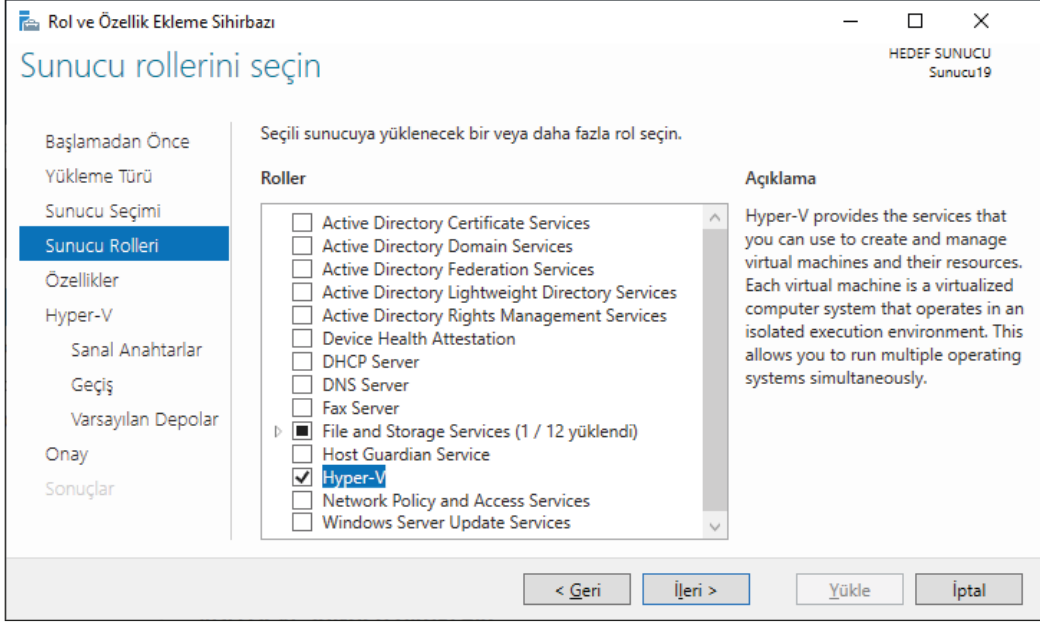 Rol ve Özellik Ekleme Sihirbazı
Sunucu rollerini seçin
HEDEF SUNUCU
Sunucu19
Başlamadan Önce
Yükleme Türü
Sunucu Seçimi
Sunucu Rolleri
Özellikler
Hyper-V
Sanal Anahtarlar
Geçiş
Varsayılan Depolar
Onay
Sonuçlar
Seçili sunucuya yüklenecek bir veya daha fazla rol seçin.
Roller
Active Directory Certificate Services
Active Directory Domain Services
Active Directory Federation Services
Active Directory Lightweight Directory Services
Active Directory Rights Management Services
Device Health Attestation
DHCP Server
DNS Server
Fax Server
File and Storage Services (1 / 12 yüklendi)
Host Guardian Service
Hyper-V
Network Policy and Access Services
Windows Server Update Services
Açıklama
Hyper-V provides the services that
you can use to create and manage
virtual machines and their resources.
Each virtual machine is a virtualized
computer system that operates in an
isolated execution environment. This
allows you to run multiple operating
systems simultaneously.
< Geri
İleri >
Yükle
İptal